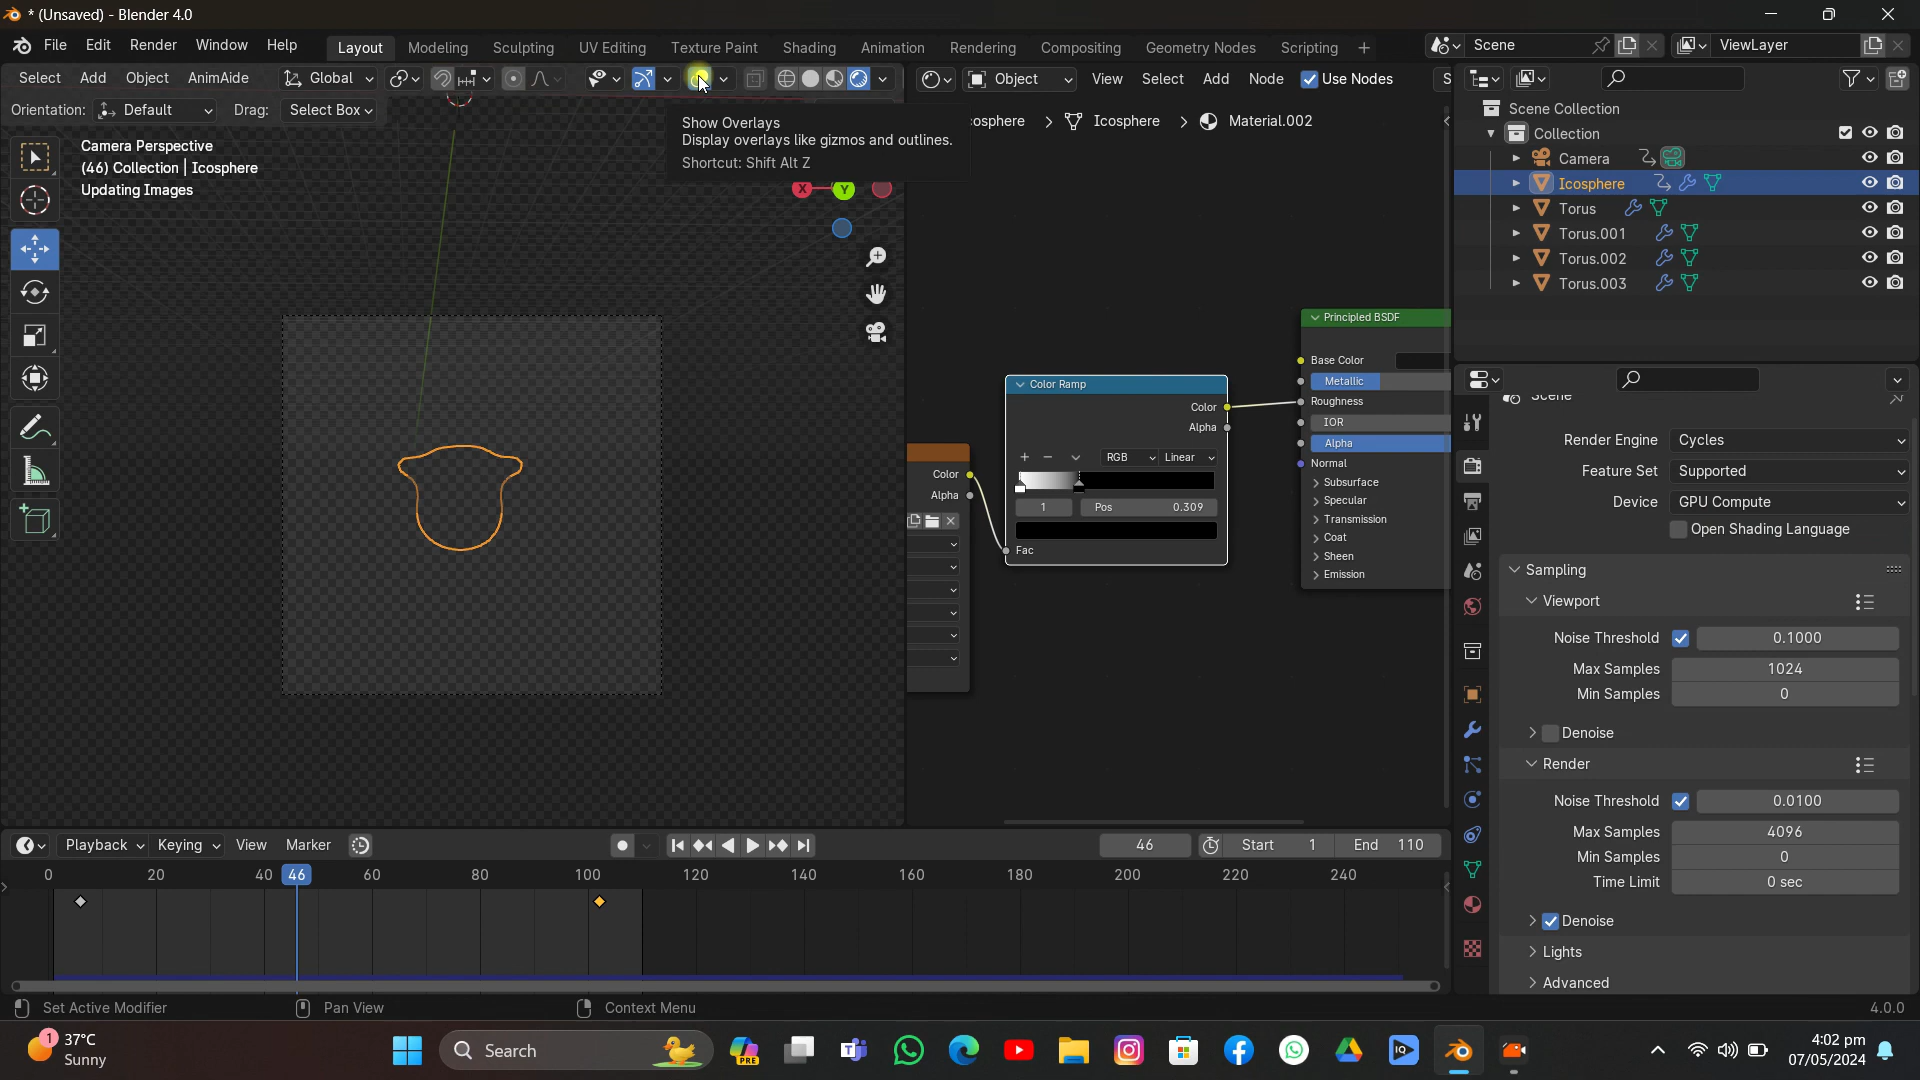 * (Unsaved) - Blender 4.0
File Edit Render Window Help
Layout Modeling Sculpting UV Editing Texture Paint Shading Animation Rendering Compositing Geometry Nodes Scripting +
Scene
ViewLayer
Select Add Object AnimAide Global
Object View Select Add Node Use Nodes S
Orientation: Default Drag: Select Box
Camera Perspective
(46) Collection | Icosphere
Updating Images
Show Overlays
Display overlays like gizmos and outlines.
Shortcut: Shift Alt Z
X Y
cosphere > Icosphere > Material.002
Color
Alpha
Color Ramp
Color
Alpha
RGB Linear
1 Pos 0.309
Fac
Principled BSDF
Base Color
Metallic
Roughness
IOR
Alpha
Normal
Subsurface
Specular
Transmission
Coat
Sheen
Emission
Scene Collection
Collection
Camera
Icosphere
Torus
Torus.001
Torus.002
Torus.003
Scene
Render Engine Cycles
Feature Set Supported
Device GPU Compute
Open Shading Language
Sampling
Viewport
Noise Threshold 0.1000
Max Samples 1024
Min Samples 0
Denoise
Render
Noise Threshold 0.0100
Max Samples 4096
Min Samples 0
Time Limit 0 sec
Denoise
Lights
Advanced
Playback Keying View Marker
46 Start 1 End 110
0 20 40 46 60 80 100 120 140 160 180 200 220 240
Set Active Modifier Pan View Context Menu 4.0.0
1 37°C
Sunny
Search
PRE
IQ
4:02 pm
07/05/2024